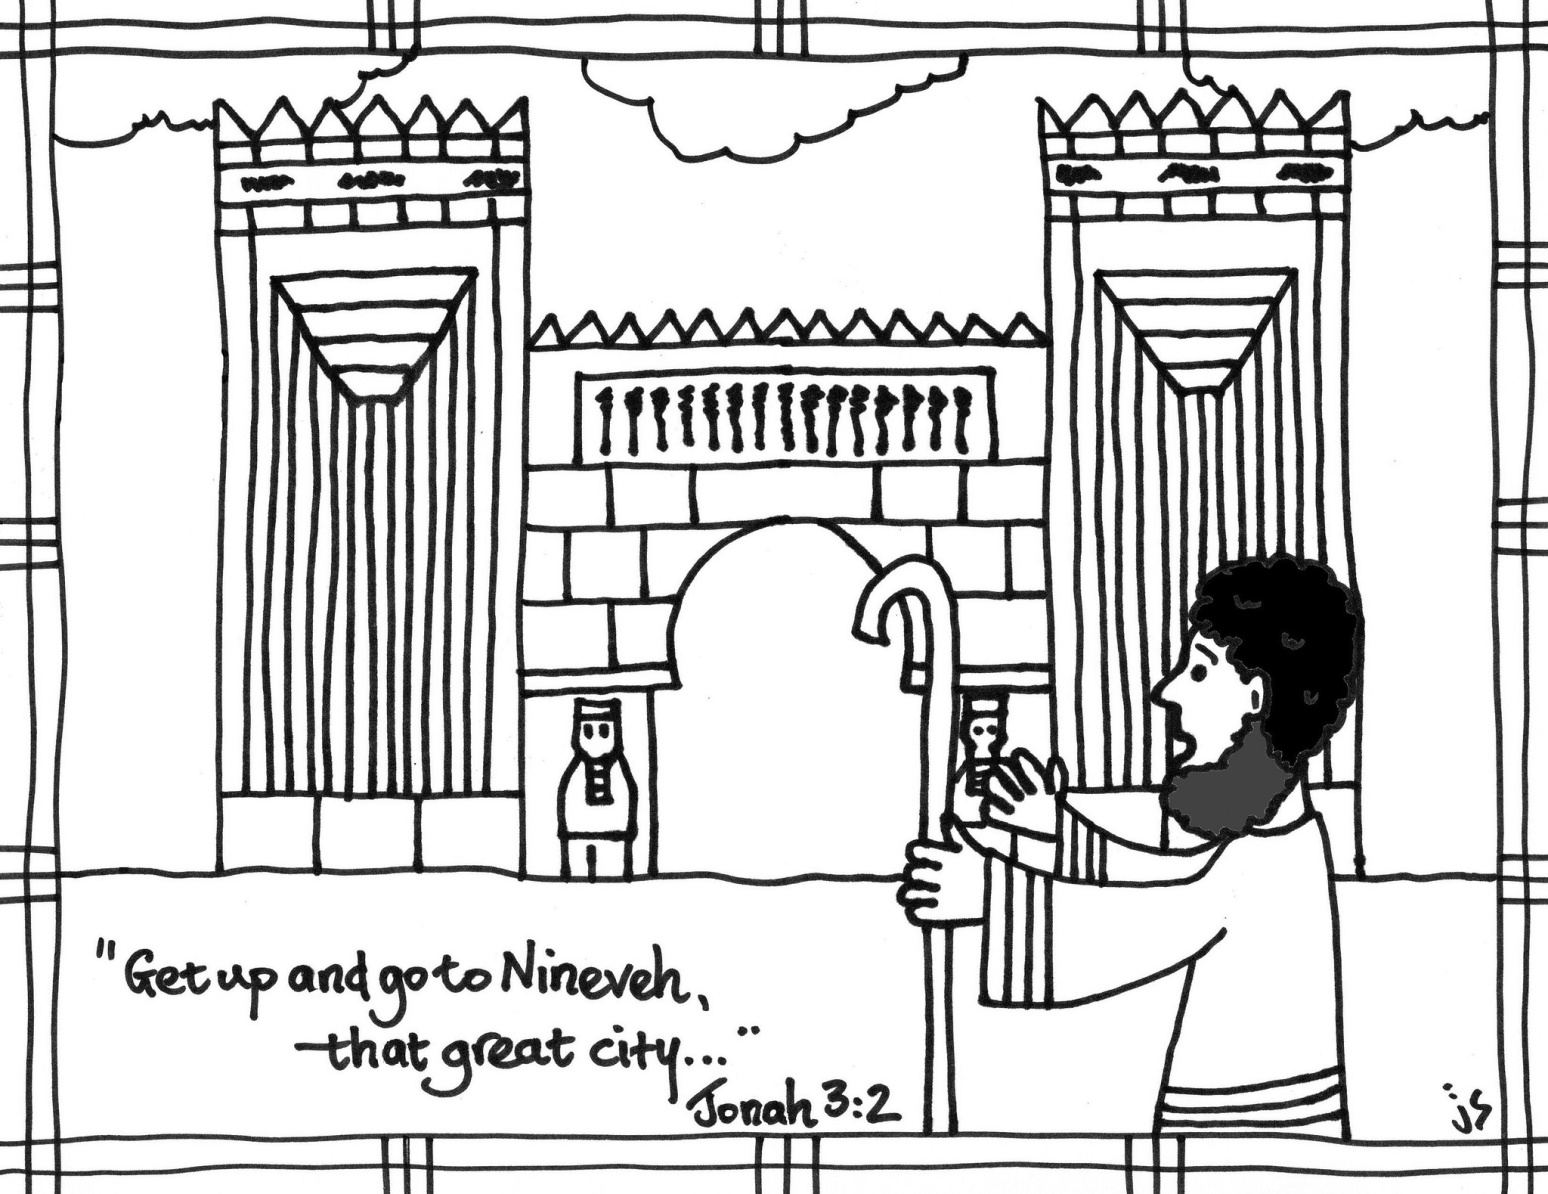 "Get up and go to Nineveh,
that great city..."
Jonah 3:2
js